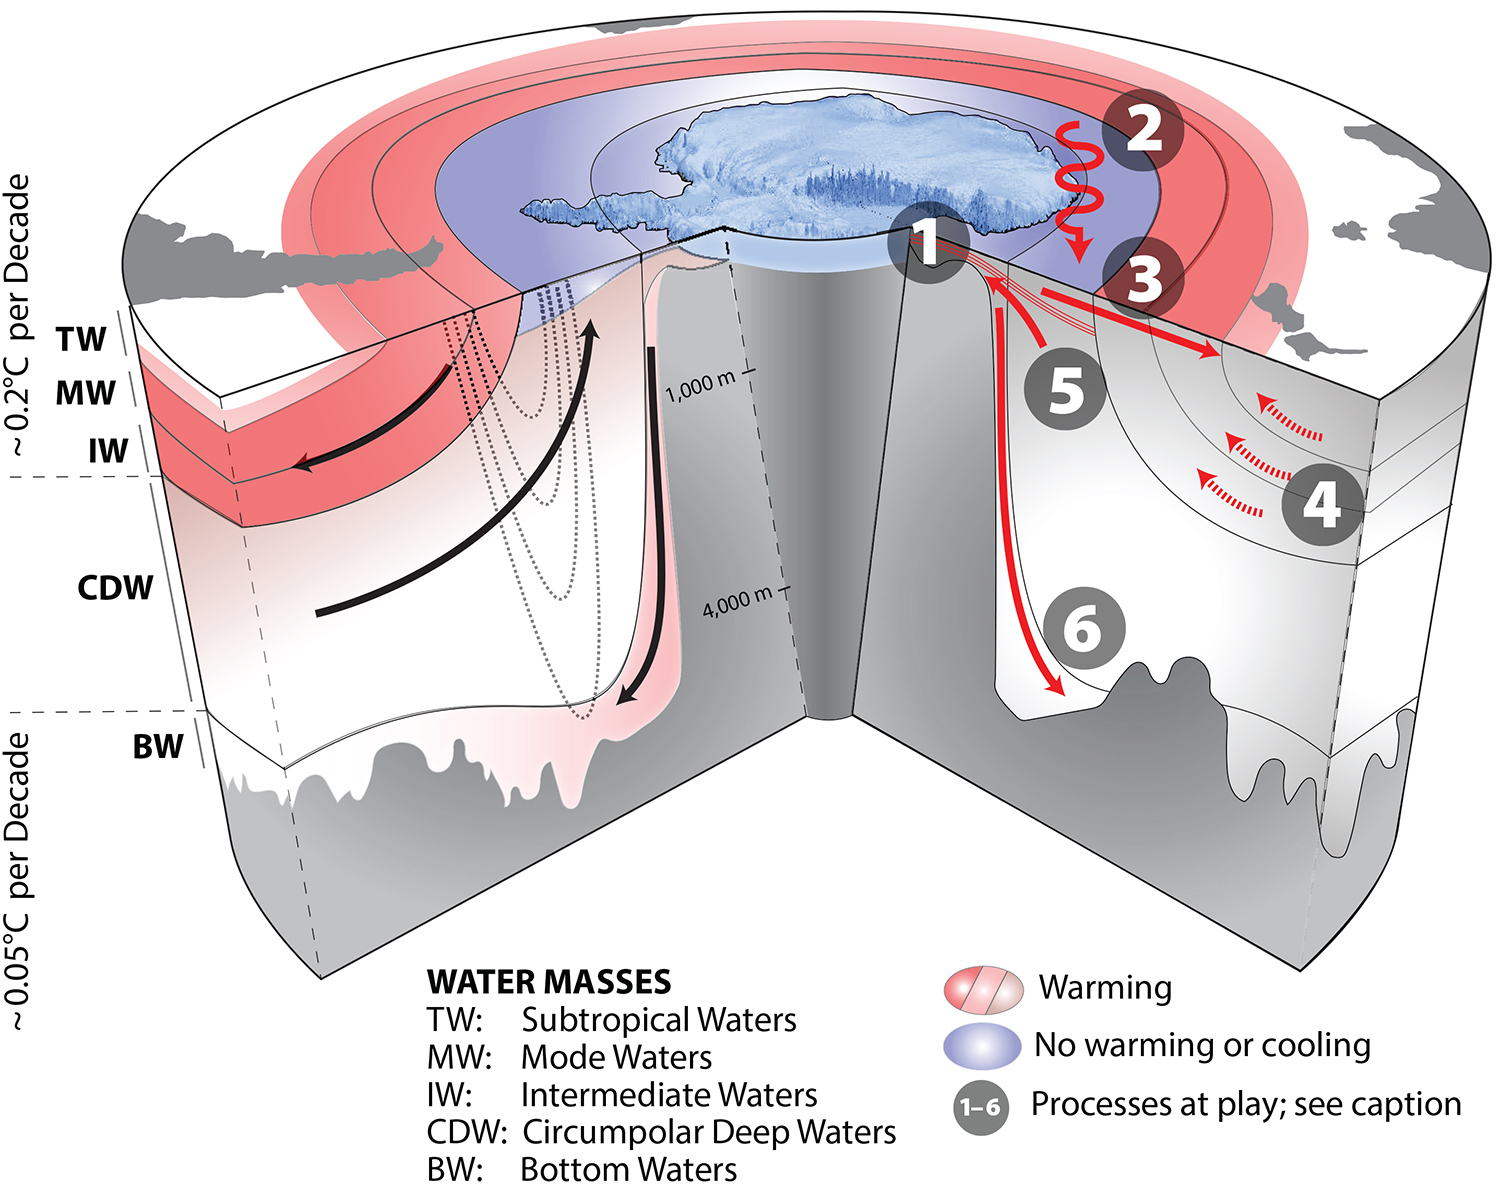 ~ 0.2°C per Decade
~ 0.05°C per Decade
TW
MW
IW
CDW
BW
1
2
3
4
5
6
1,000 m
4,000 m
WATER MASSES
TW: Subtropical Waters
MW: Mode Waters
IW: Intermediate Waters
CDW: Circumpolar Deep Waters
BW: Bottom Waters
Warming
No warming or cooling
1–6 Processes at play; see caption